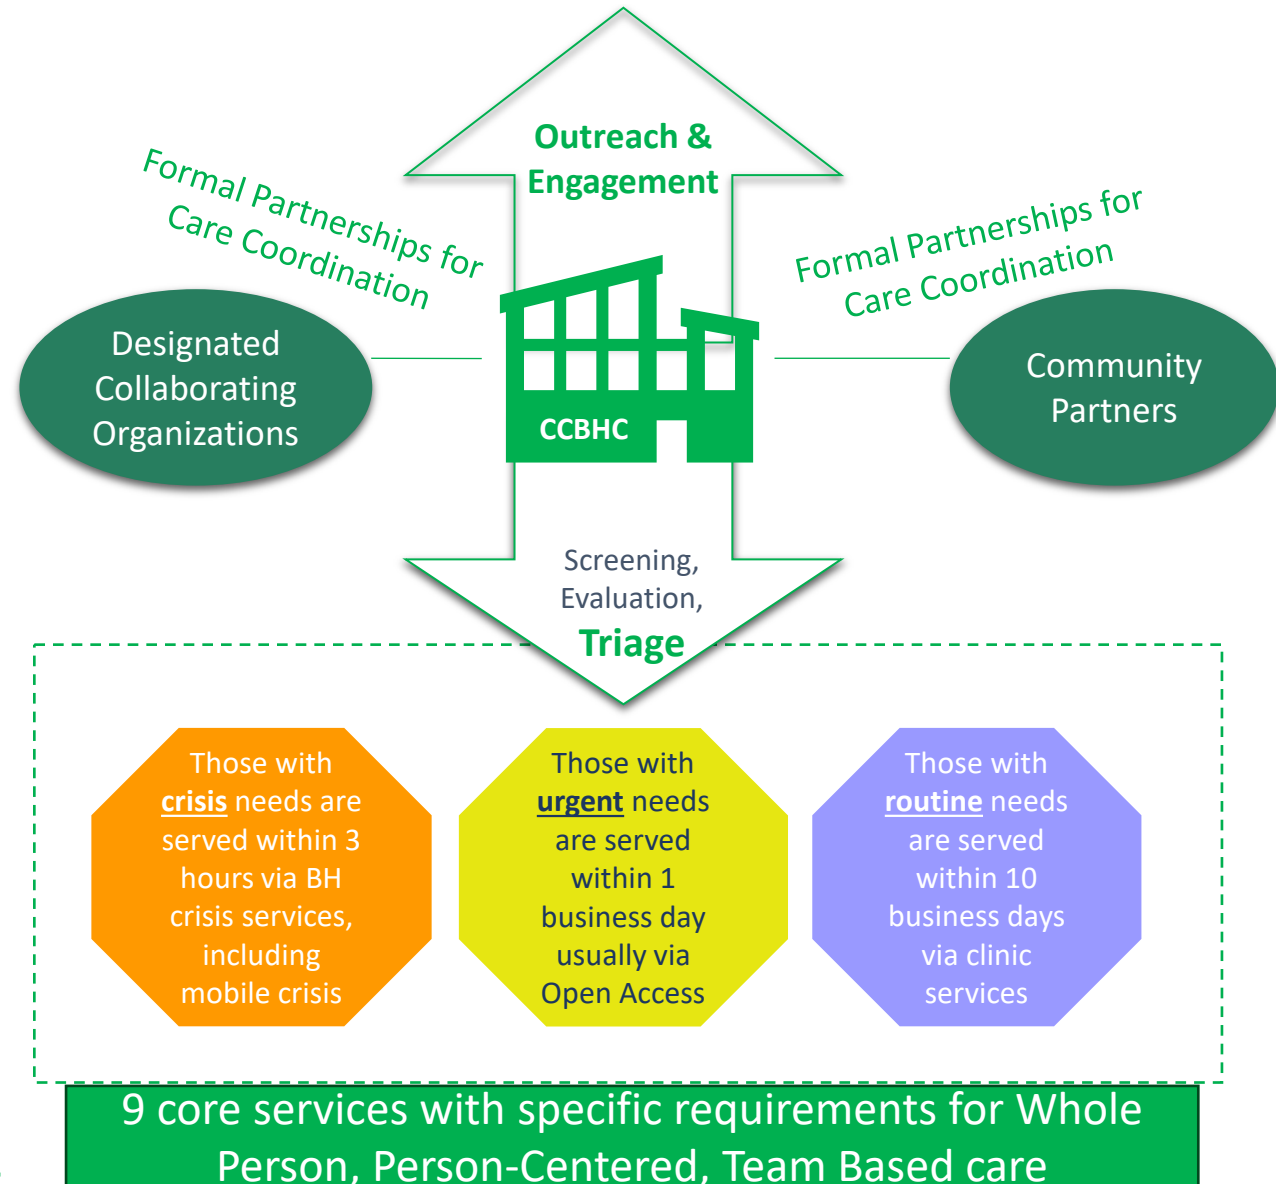 Outreach &
Engagement
Formal Partnerships for
Care Coordination
Formal Partnerships for
Care Coordination
Designated
Collaborating
Organizations
CCBHC
Community
Partners
Screening,
Evaluation,
Triage
Those with
crisis needs are
served within 3
hours via BH
crisis services,
including
mobile crisis
Those with
urgent needs
are served
within 1
business day
usually via
Open Access
Those with
routine needs
are served
within 10
business days
via clinic
services
9 core services with specific requirements for Whole
Person, Person-Centered, Team Based care